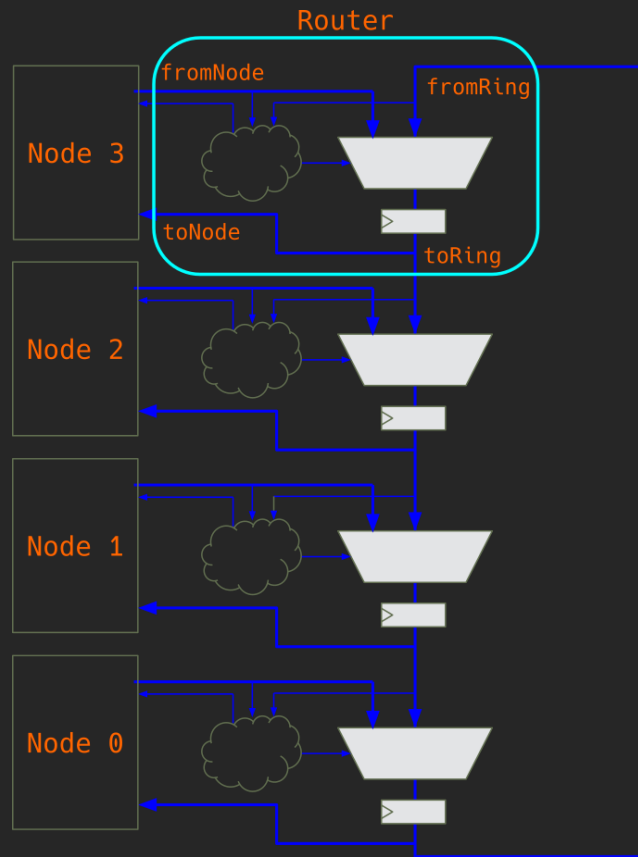 Router
fromNode
fromRing
Node 3
toNode
toRing
Node 2
Node 1
Node 0